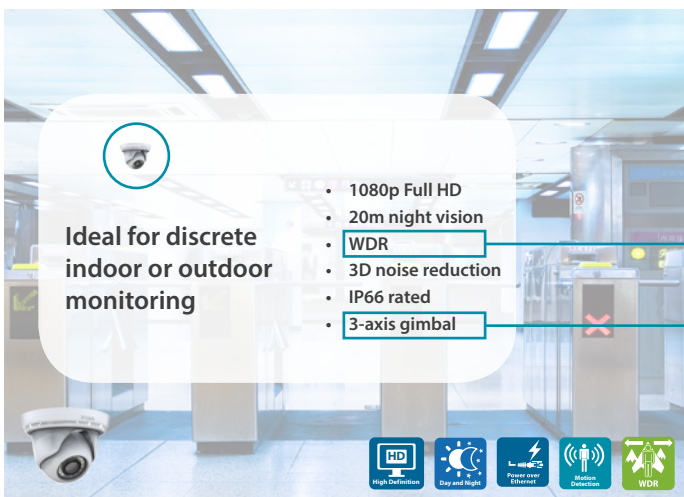 Ideal for discrete
indoor or outdoor
monitoring
• 1080p Full HD
• 20m night vision
• WDR
• 3D noise reduction
• IP66 rated
• 3-axis gimbal
HD
High Definition
Day and Night
Power over
Ethernet
Motion
Detection
WDR